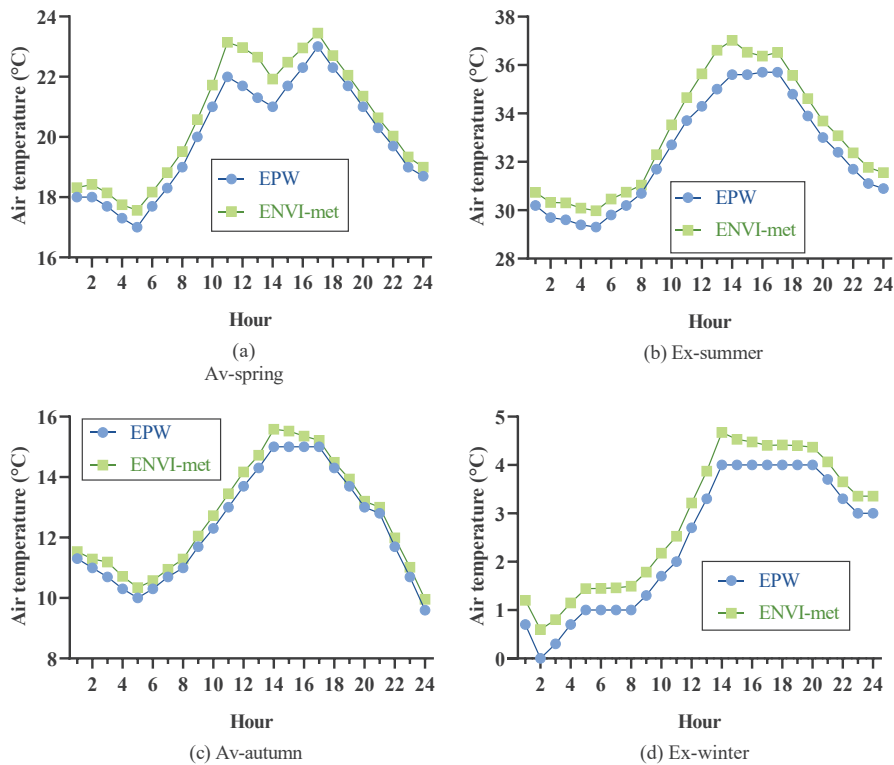 Air temperature (°C)
24
22
20
18
16
EPW
ENVI-met
2 4 6 8 10 12 14 16 18 20 22 24
Hour
(a)
Av-spring
Air temperature (°C)
38
36
34
32
30
28
EPW
ENVI-met
2 4 6 8 10 12 14 16 18 20 22 24
Hour
(b) Ex-summer
Air temperature (°C)
16
14
12
10
8
EPW
ENVI-met
2 4 6 8 10 12 14 16 18 20 22 24
Hour
(c) Av-autumn
Air temperature (°C)
5
4
3
2
1
0
EPW
ENVI-met
2 4 6 8 10 12 14 16 18 20 22 24
Hour
(d) Ex-winter